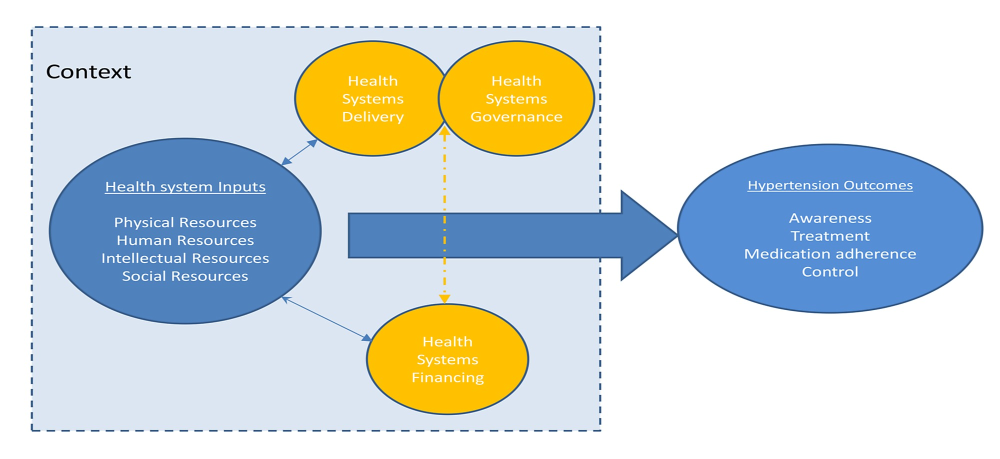 Context
Health
Systems
Delivery
Health
Systems
Governance
Health system Inputs
Physical Resources
Human Resources
Intellectual Resources
Social Resources
Health
Systems
Financing
Hypertension Outcomes
Awareness
Treatment
Medication adherence
Control